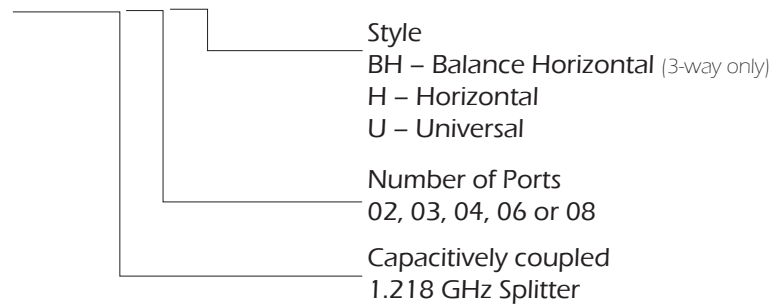 Style
BH – Balance Horizontal (3-way only)
H – Horizontal
U – Universal
Number of Ports
02, 03, 04, 06 or 08
Capacitively coupled
1.218 GHz Splitter